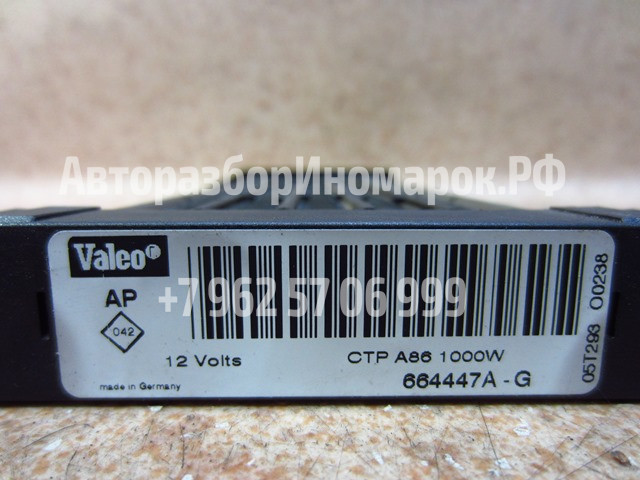 АвторазборИномарок.РФ
Valeo
AP
+7 962 57 06 999
042
12 Volts
CTP A86 1000W
made in Germany
664447A - G
05T293 O0238